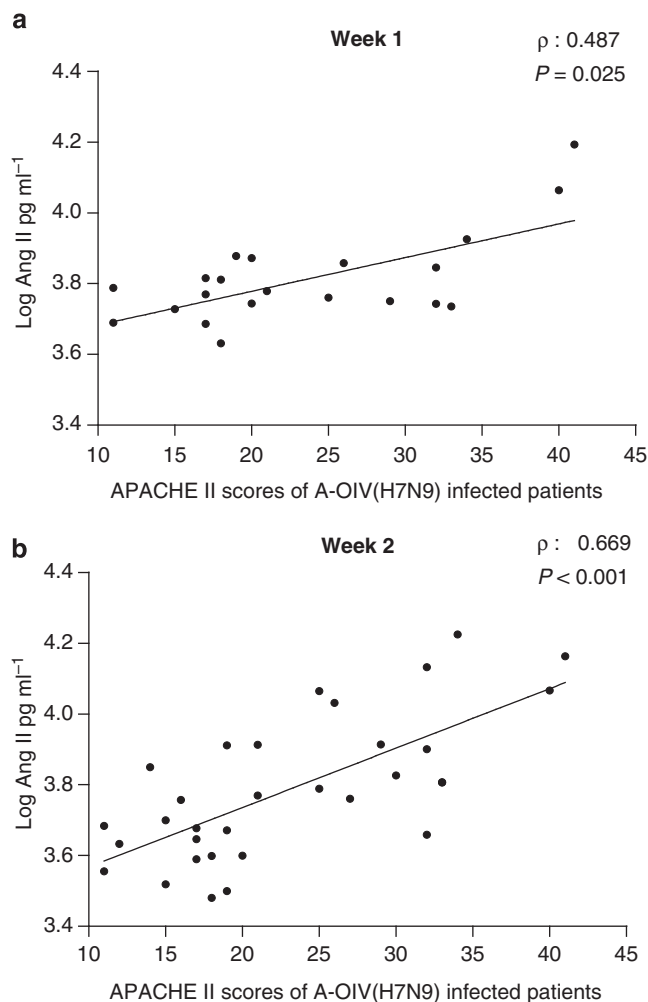 a
Week 1
ρ : 0.487
P = 0.025
Log Ang II pg ml⁻¹
4.4
4.2
4.0
3.8
3.6
3.4
10 15 20 25 30 35 40 45
APACHE II scores of A-OIV(H7N9) infected patients
b
Week 2
ρ : 0.669
P < 0.001
Log Ang II pg ml⁻¹
4.4
4.2
4.0
3.8
3.6
3.4
10 15 20 25 30 35 40 45
APACHE II scores of A-OIV(H7N9) infected patients